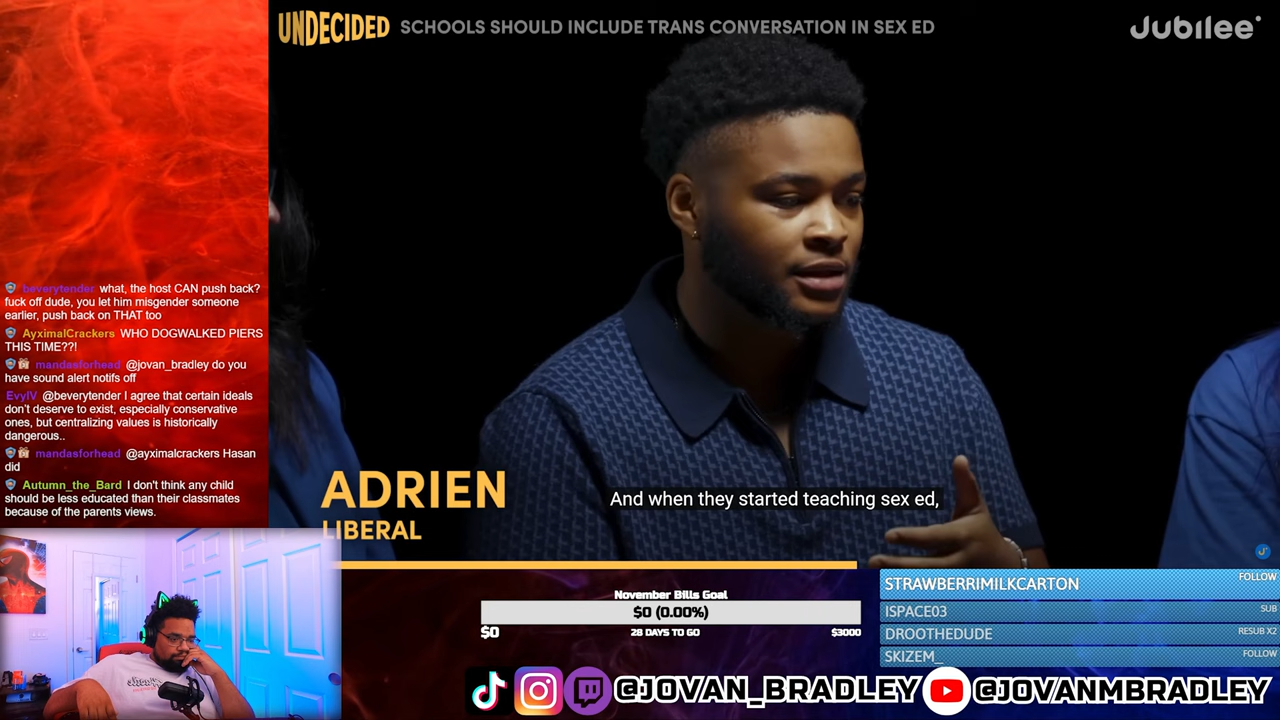 UNDECIDED SCHOOLS SHOULD INCLUDE TRANS CONVERSATION IN SEX ED
Jubilee
beverytender what, the host CAN push back?
fuck off dude, you let him misgender someone
earlier, push back on THAT too
AyximalCrackers WHO DOGWALKED PIERS
THIS TIME??!
mandasforhead @jovan_bradley do you
have sound alert notifs off
EvyIV @beverytender I agree that certain ideals
don't deserve to exist, especially conservative
ones, but centralizing values is historically
dangerous..
mandasforhead @ayximalcrackers Hasan
did
Autumn_the_Bard I don't think any child
should be less educated than their classmates
because of the parents views.
ADRIEN
LIBERAL
And when they started teaching sex ed,
November Bills Goal
$0 (0.00%)
$0 28 DAYS TO GO $3000
STRAWBERRIMILKCARTON FOLLOW
ISPACE03 SUB
DROOTHEDUDE RESUB X2
SKIZEM_ FOLLOW
@JOVAN_BRADLEY @JOVANMBRADLEY